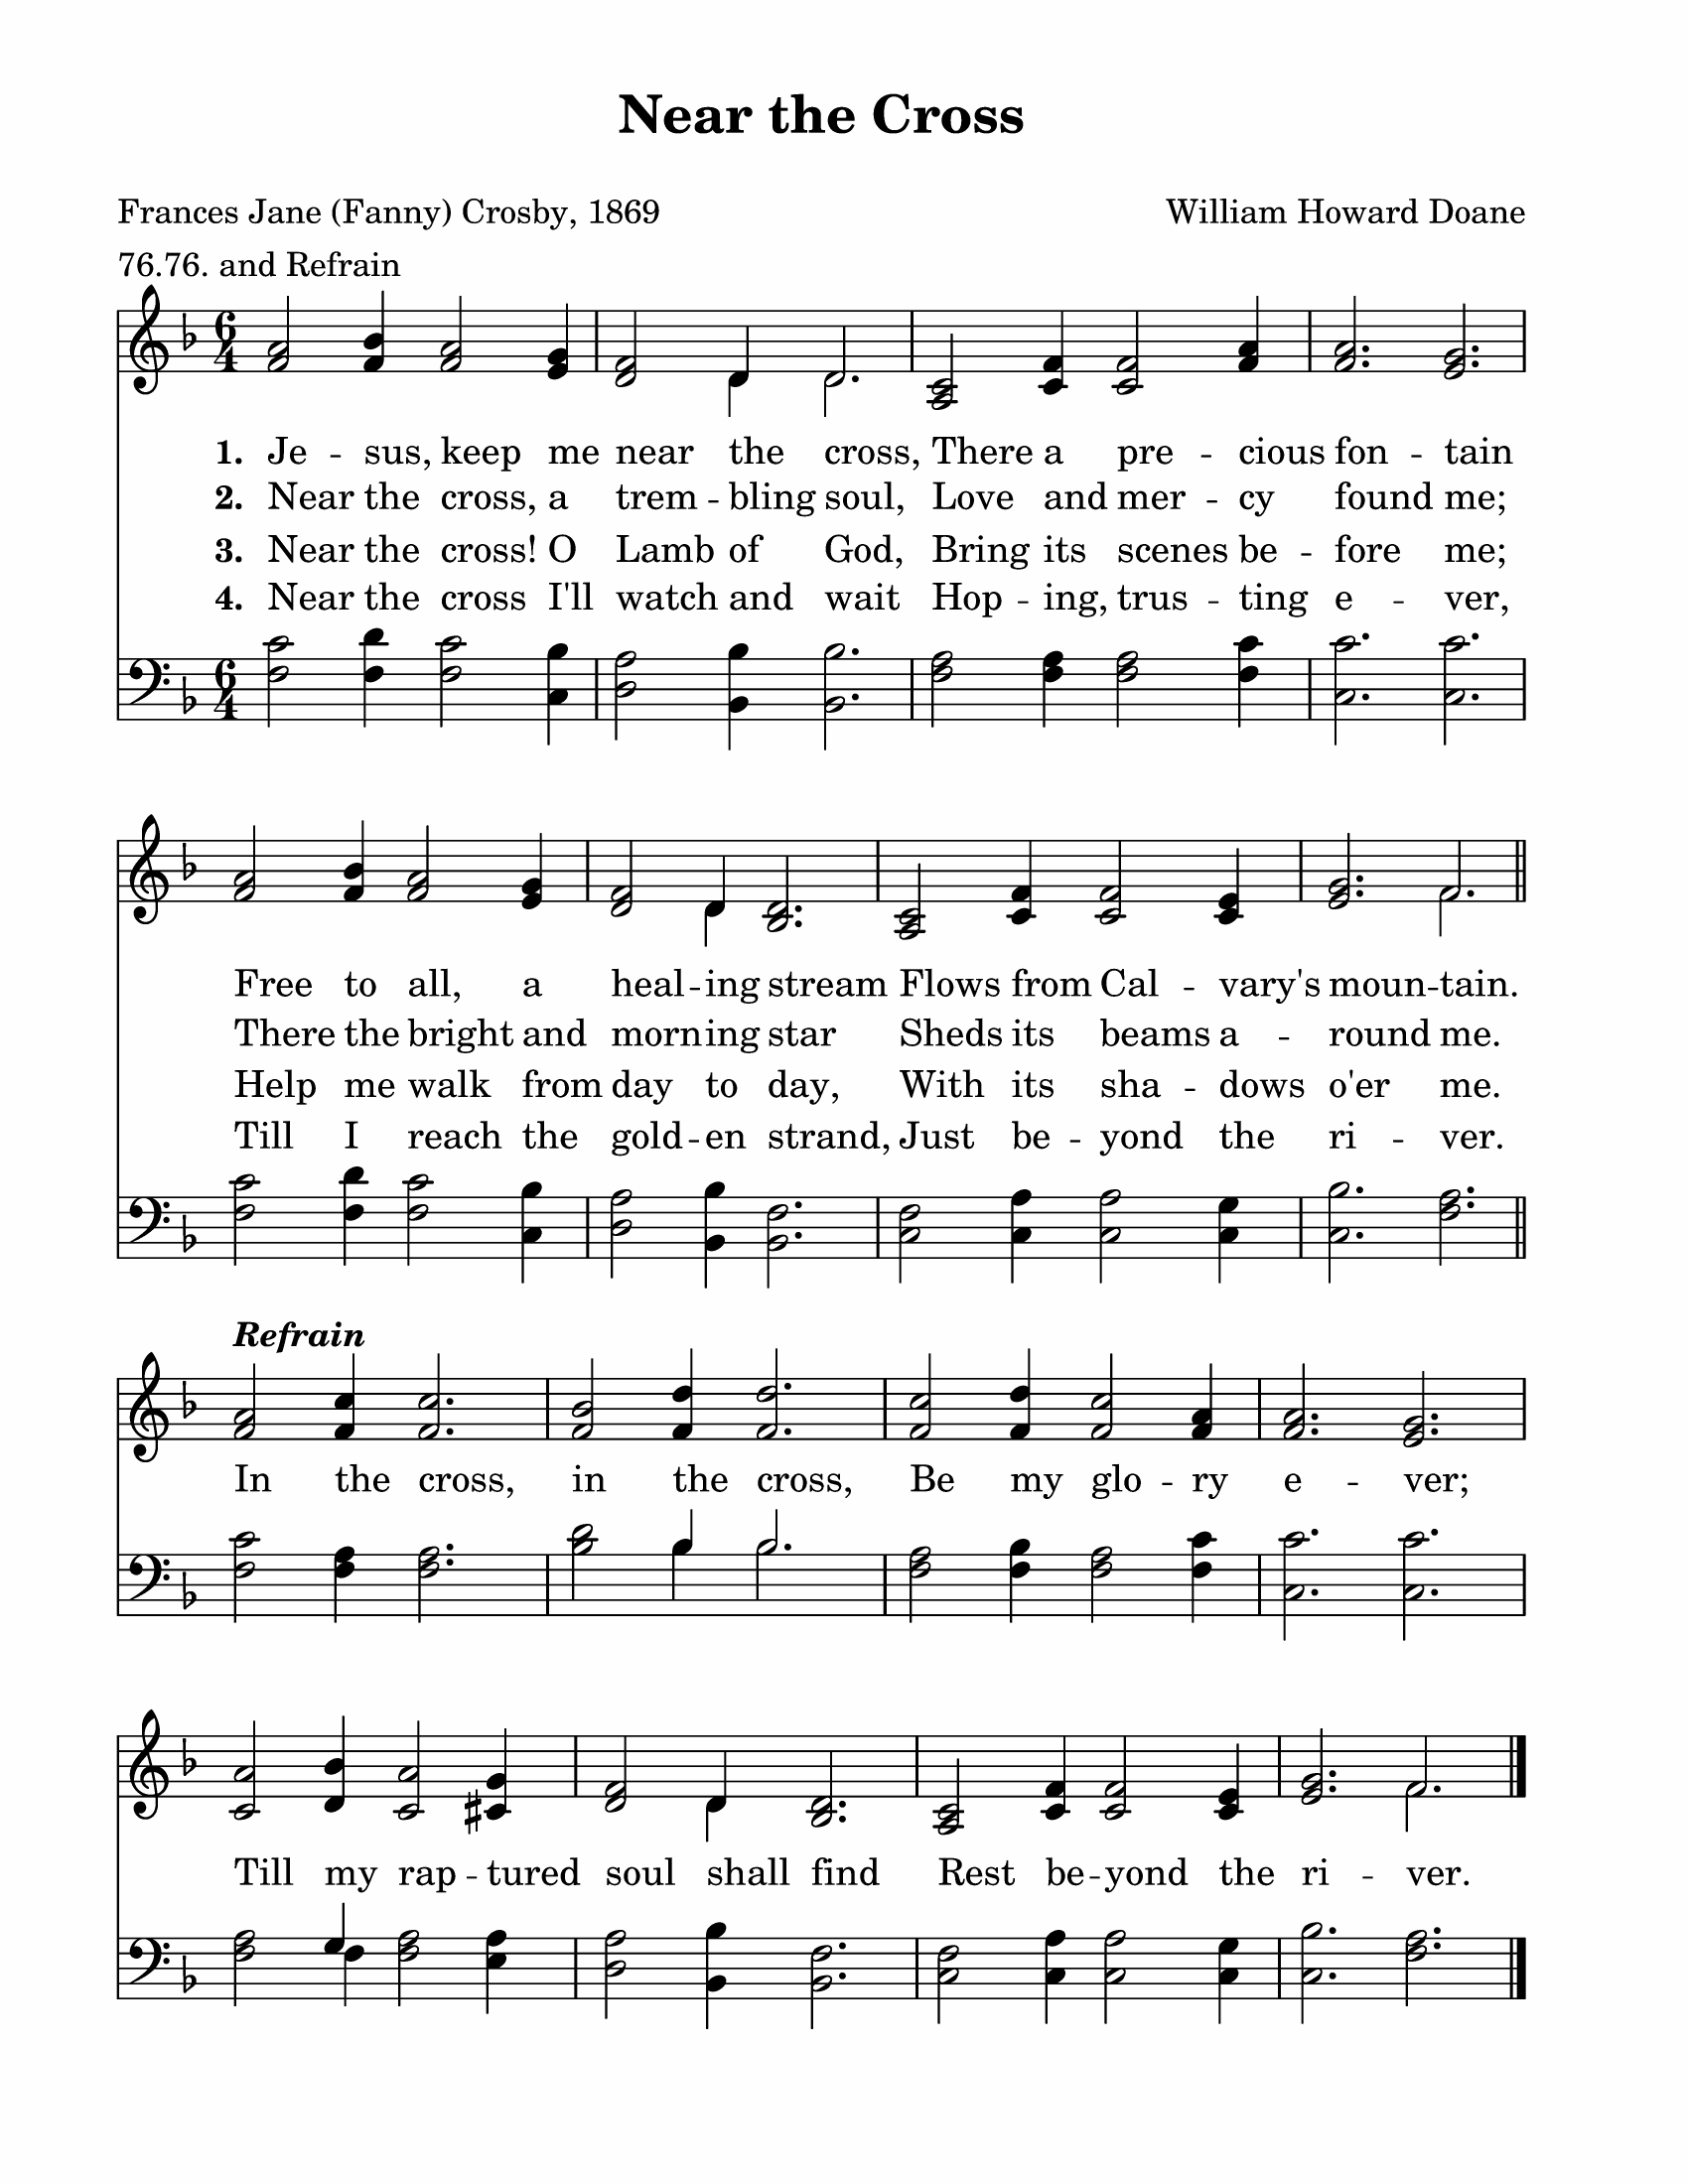 Near the Cross
Frances Jane (Fanny) Crosby, 1869 William Howard Doane
76.76. and Refrain
6 4
1. Je -- sus, keep me near the cross, There a pre -- cious fon -- tain
2. Near the cross, a trem -- bling soul, Love and mer -- cy found me;
3. Near the cross! O Lamb of God, Bring its scenes be -- fore me;
4. Near the cross I'll watch and wait Hop -- ing, trus -- ting e -- ver,
6 4
Free to all, a heal -- ing stream Flows from Cal -- vary's moun -- tain.
There the bright and morn -- ing star Sheds its beams a -- round me.
Help me walk from day to day, With its sha -- dows o'er me.
Till I reach the gold -- en strand, Just be -- yond the ri -- ver.
Refrain
In the cross, in the cross, Be my glo -- ry e -- ver;
Till my rap -- tured soul shall find Rest be -- yond the ri -- ver.